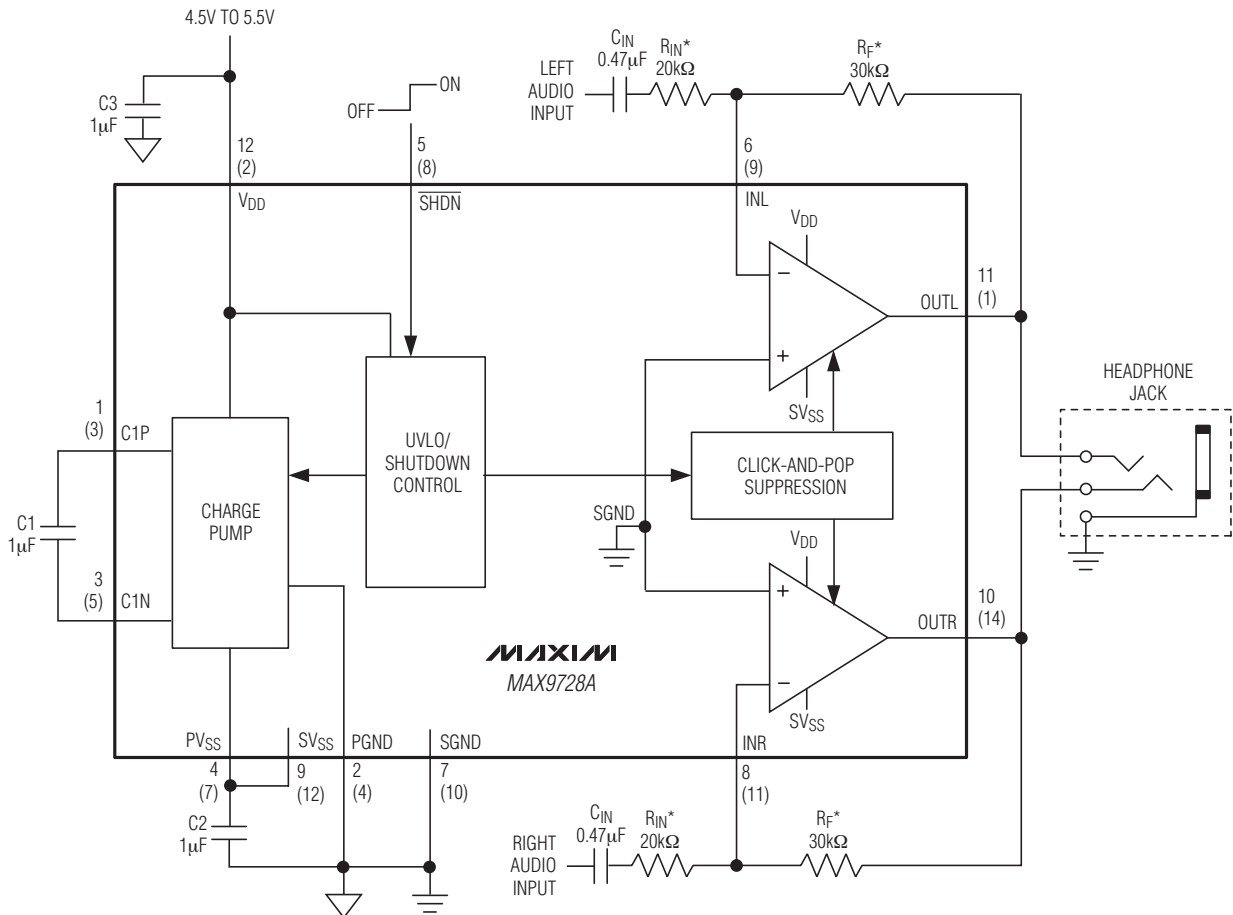 4.5V TO 5.5V
C3
1µF
OFF
ON
12
(2)
5
(8)
LEFT
AUDIO
INPUT
CIN
0.47µF
RIN*
20kΩ
RF*
30kΩ
6
(9)
VDD
SHDN
INL
VDD
−
+
SVSS
OUTL
11
(1)
HEADPHONE
JACK
1
(3)
C1P
C1
1µF
3
(5)
C1N
CHARGE
PUMP
UVLO/
SHUTDOWN
CONTROL
CLICK-AND-POP
SUPPRESSION
SGND
VDD
+
−
SVSS
OUTR
10
(14)
MAXIM
MAX9728A
PVSS
SVSS
PGND
SGND
INR
4
(7)
9
(12)
2
(4)
7
(10)
8
(11)
C2
1µF
RIGHT
AUDIO
INPUT
CIN
0.47µF
RIN*
20kΩ
RF*
30kΩ